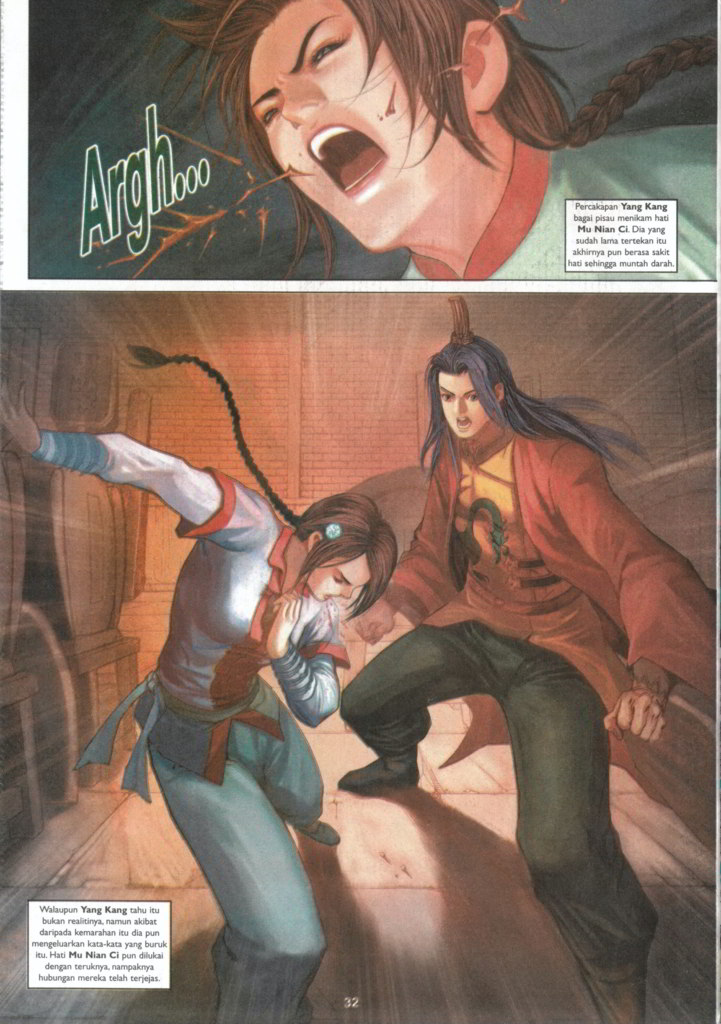 Argh...
Percakapan Yang Kang
bagai pisau menikam hati
Mu Nian Ci. Dia yang
sudah lama tertekan itu
akhirnya pun berasa sakit
hati sehingga muntah darah.
Walaupun Yang Kang tahu itu
bukan realitinya, namun akibat
daripada kemarahan itu dia pun
mengeluarkan kata-kata yang buruk
itu. Hati Mu Nian Ci pun dilukai
dengan teruknya, nampaknya
hubungan mereka telah terjejas.
32